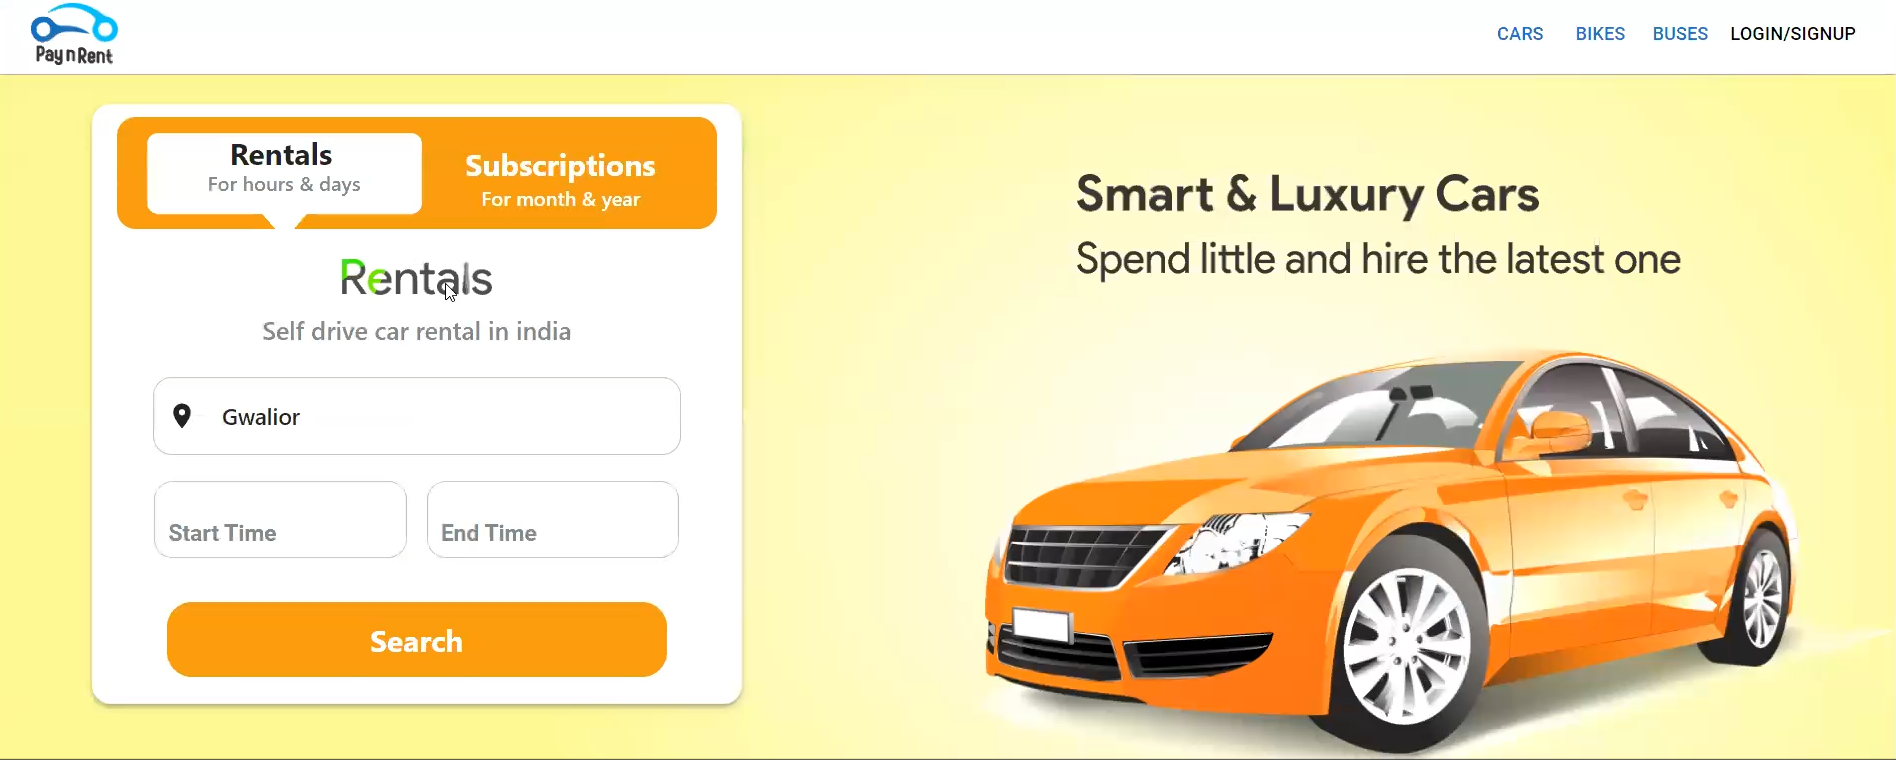 Pay n Rent
CARS BIKES BUSES LOGIN/SIGNUP
Rentals
For hours & days
Subscriptions
For month & year
Rentals
Self drive car rental in india
Gwalior
Start Time
End Time
Search
Smart & Luxury Cars
Spend little and hire the latest one